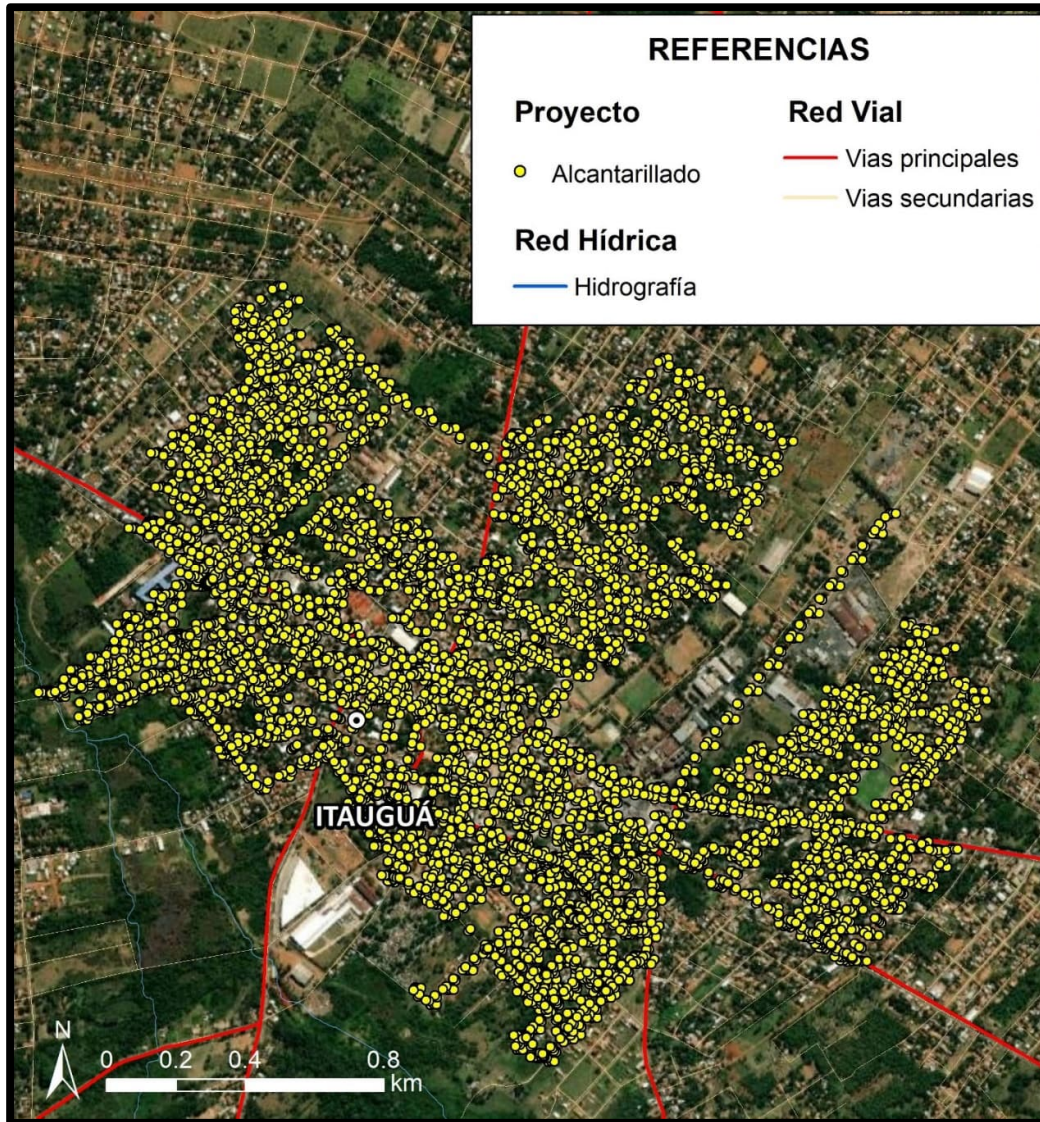 REFERENCIAS
Proyecto
Alcantarillado
Red Hídrica
Hidrografía
Red Vial
Vias principales
Vias secundarias
ITAUGUÁ
N
0 0.2 0.4 0.8
km